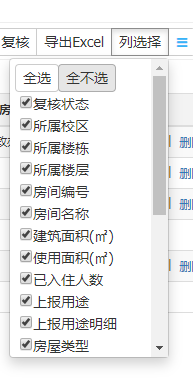 复核 导出Excel 列选择
全选 全不选
房
复核状态
所属校区
所属楼栋
删
所属楼层
房间编号
删
房间名称
删
建筑面积(㎡)
使用面积(㎡)
删
已入住人数
上报用途
上报用途明细
房屋类型